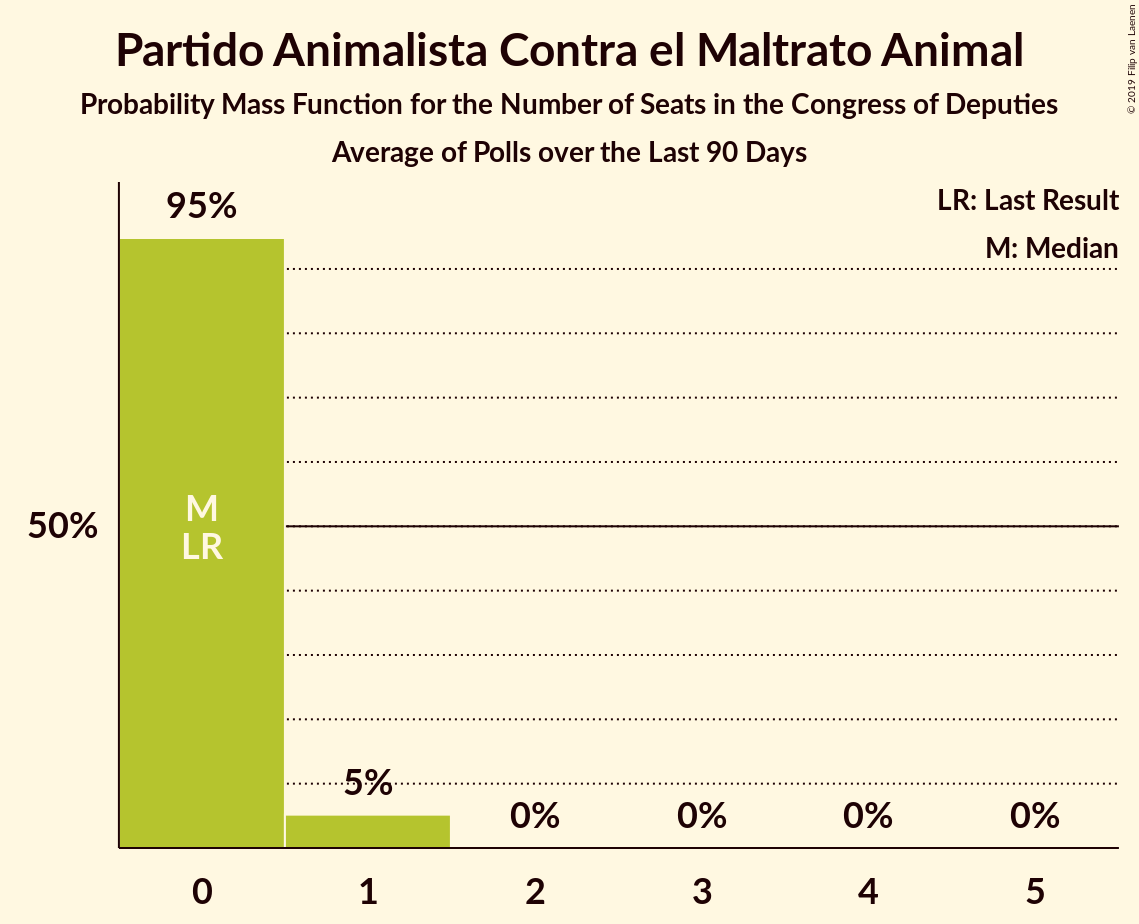 Partido Animalista Contra el Maltrato Animal
Probability Mass Function for the Number of Seats in the Congress of Deputies
Average of Polls over the Last 90 Days
© 2019 Filip van Laenen
LR: Last Result
M: Median
95%
50%
M
LR
5%
0%
0%
0%
0%
0
1
2
3
4
5